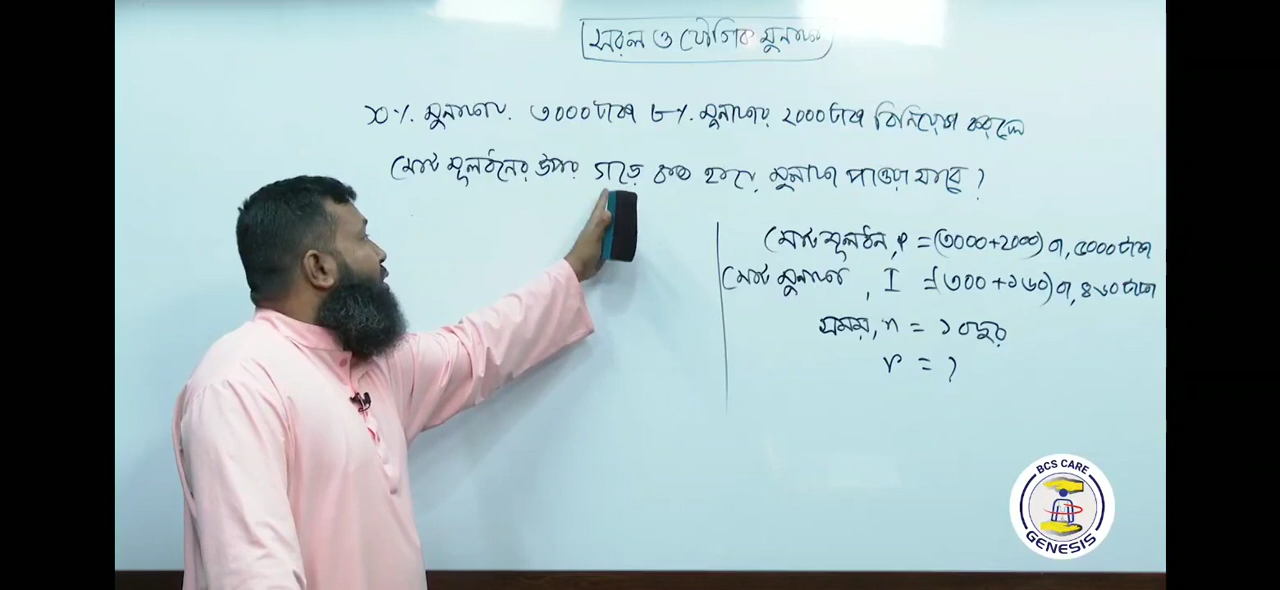 সরল ও যৌগিক মুনাফা
১০% মুনাফায় ৩০০০ টাকা ৮% মুনাফায় ২০০০ টাকা বিনিয়োগ করলে
মোট মূলধনের উপর গড়ে কত হারে মুনাফা পাওয়া যাবে?
মোট মূলধন, P = (৩০০০+২০০০) বা, ৫০০০ টাকা
মোট মুনাফা, I = (৩০০ + ১৬০) বা, ৪৬০ টাকা
সময়, n = ১ বছর
r = ?
BCS CARE
GENESIS